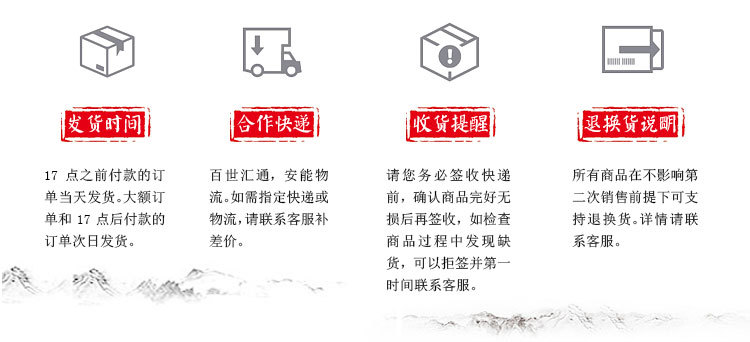 发货时间
17 点之前付款的订
单当天发货。大额订
单和 17 点后付款的
订单次日发货。
合作快递
百世汇通，安能物
流。如需指定快递或
物流，请联系客服补
差价。
收货提醒
请您务必签收快递
前，确认商品完好无
损后再签收，如检查
商品过程中发现缺
货，可以拒签并第一
时间联系客服。
退换货说明
所有商品在不影响第
二次销售前提下可支
持退换货。详情请联
系客服。